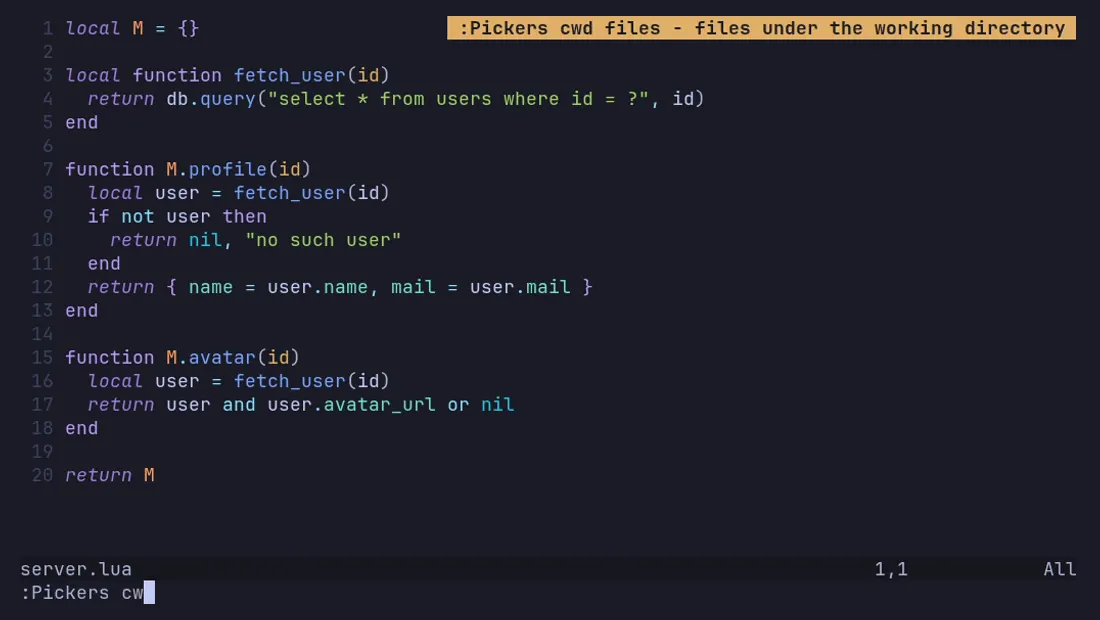 1 local M = {}
:Pickers cwd files - files under the working directory
2
3 local function fetch_user(id)
4   return db.query("select * from users where id = ?", id)
5 end
6
7 function M.profile(id)
8   local user = fetch_user(id)
9   if not user then
10     return nil, "no such user"
11   end
12   return { name = user.name, mail = user.mail }
13 end
14
15 function M.avatar(id)
16   local user = fetch_user(id)
17   return user and user.avatar_url or nil
18 end
19
20 return M
server.lua 1,1 All
:Pickers cw